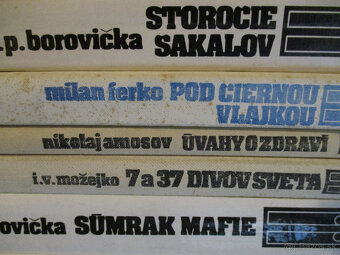 .p.borovička STOROCIE
SAKALOV
milan ferko POD CIERNOU
VLAJKOU
nikolaj amosov ÚVAHY O ZDRAVÍ
i.v. možejko 7 a 37 DIVOV SVETA
ovička SÚMRAK MAFIE